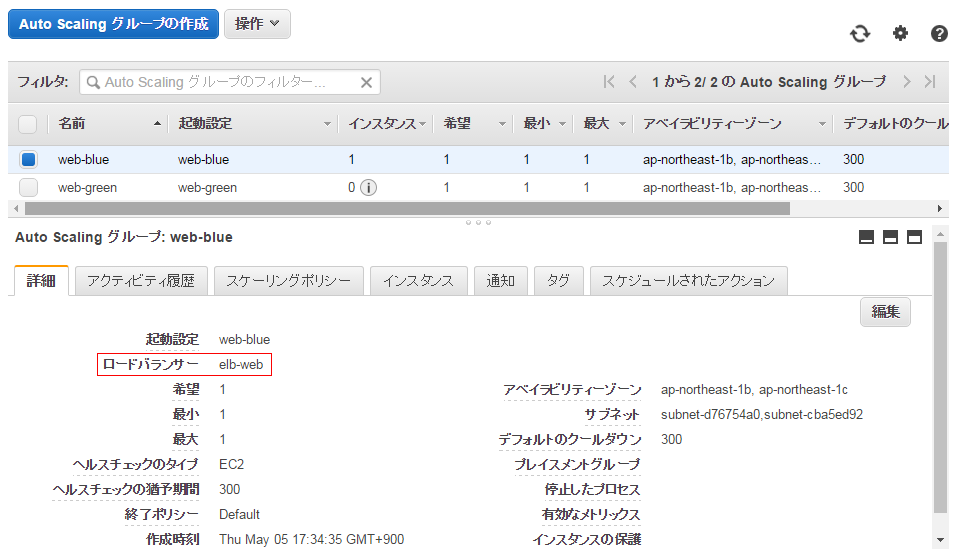 Auto Scaling グループの作成 操作
フィルタ: Auto Scaling グループのフィルター... 1 から 2/ 2 の Auto Scaling グループ
名前 起動設定 インスタンス 希望 最小 最大 アベイラビリティーゾーン デフォルトのクール
web-blue web-blue 1 1 1 1 ap-northeast-1b, ap-northeas... 300
web-green web-green 0 1 1 1 ap-northeast-1b, ap-northeas... 300
Auto Scaling グループ: web-blue
詳細 アクティビティ履歴 スケーリングポリシー インスタンス 通知 タグ スケジュールされたアクション
編集
起動設定 web-blue
ロードバランサー elb-web
希望 1 アベイラビリティーゾーン ap-northeast-1b, ap-northeast-1c
最小 1 サブネット subnet-d76754a0,subnet-cba5ed92
最大 1 デフォルトのクールダウン 300
ヘルスチェックのタイプ EC2 プレイスメントグループ
ヘルスチェックの猶予期間 300 停止したプロセス
終了ポリシー Default 有効なメトリックス
作成時刻 Thu May 05 17:34:35 GMT+900 インスタンスの保護